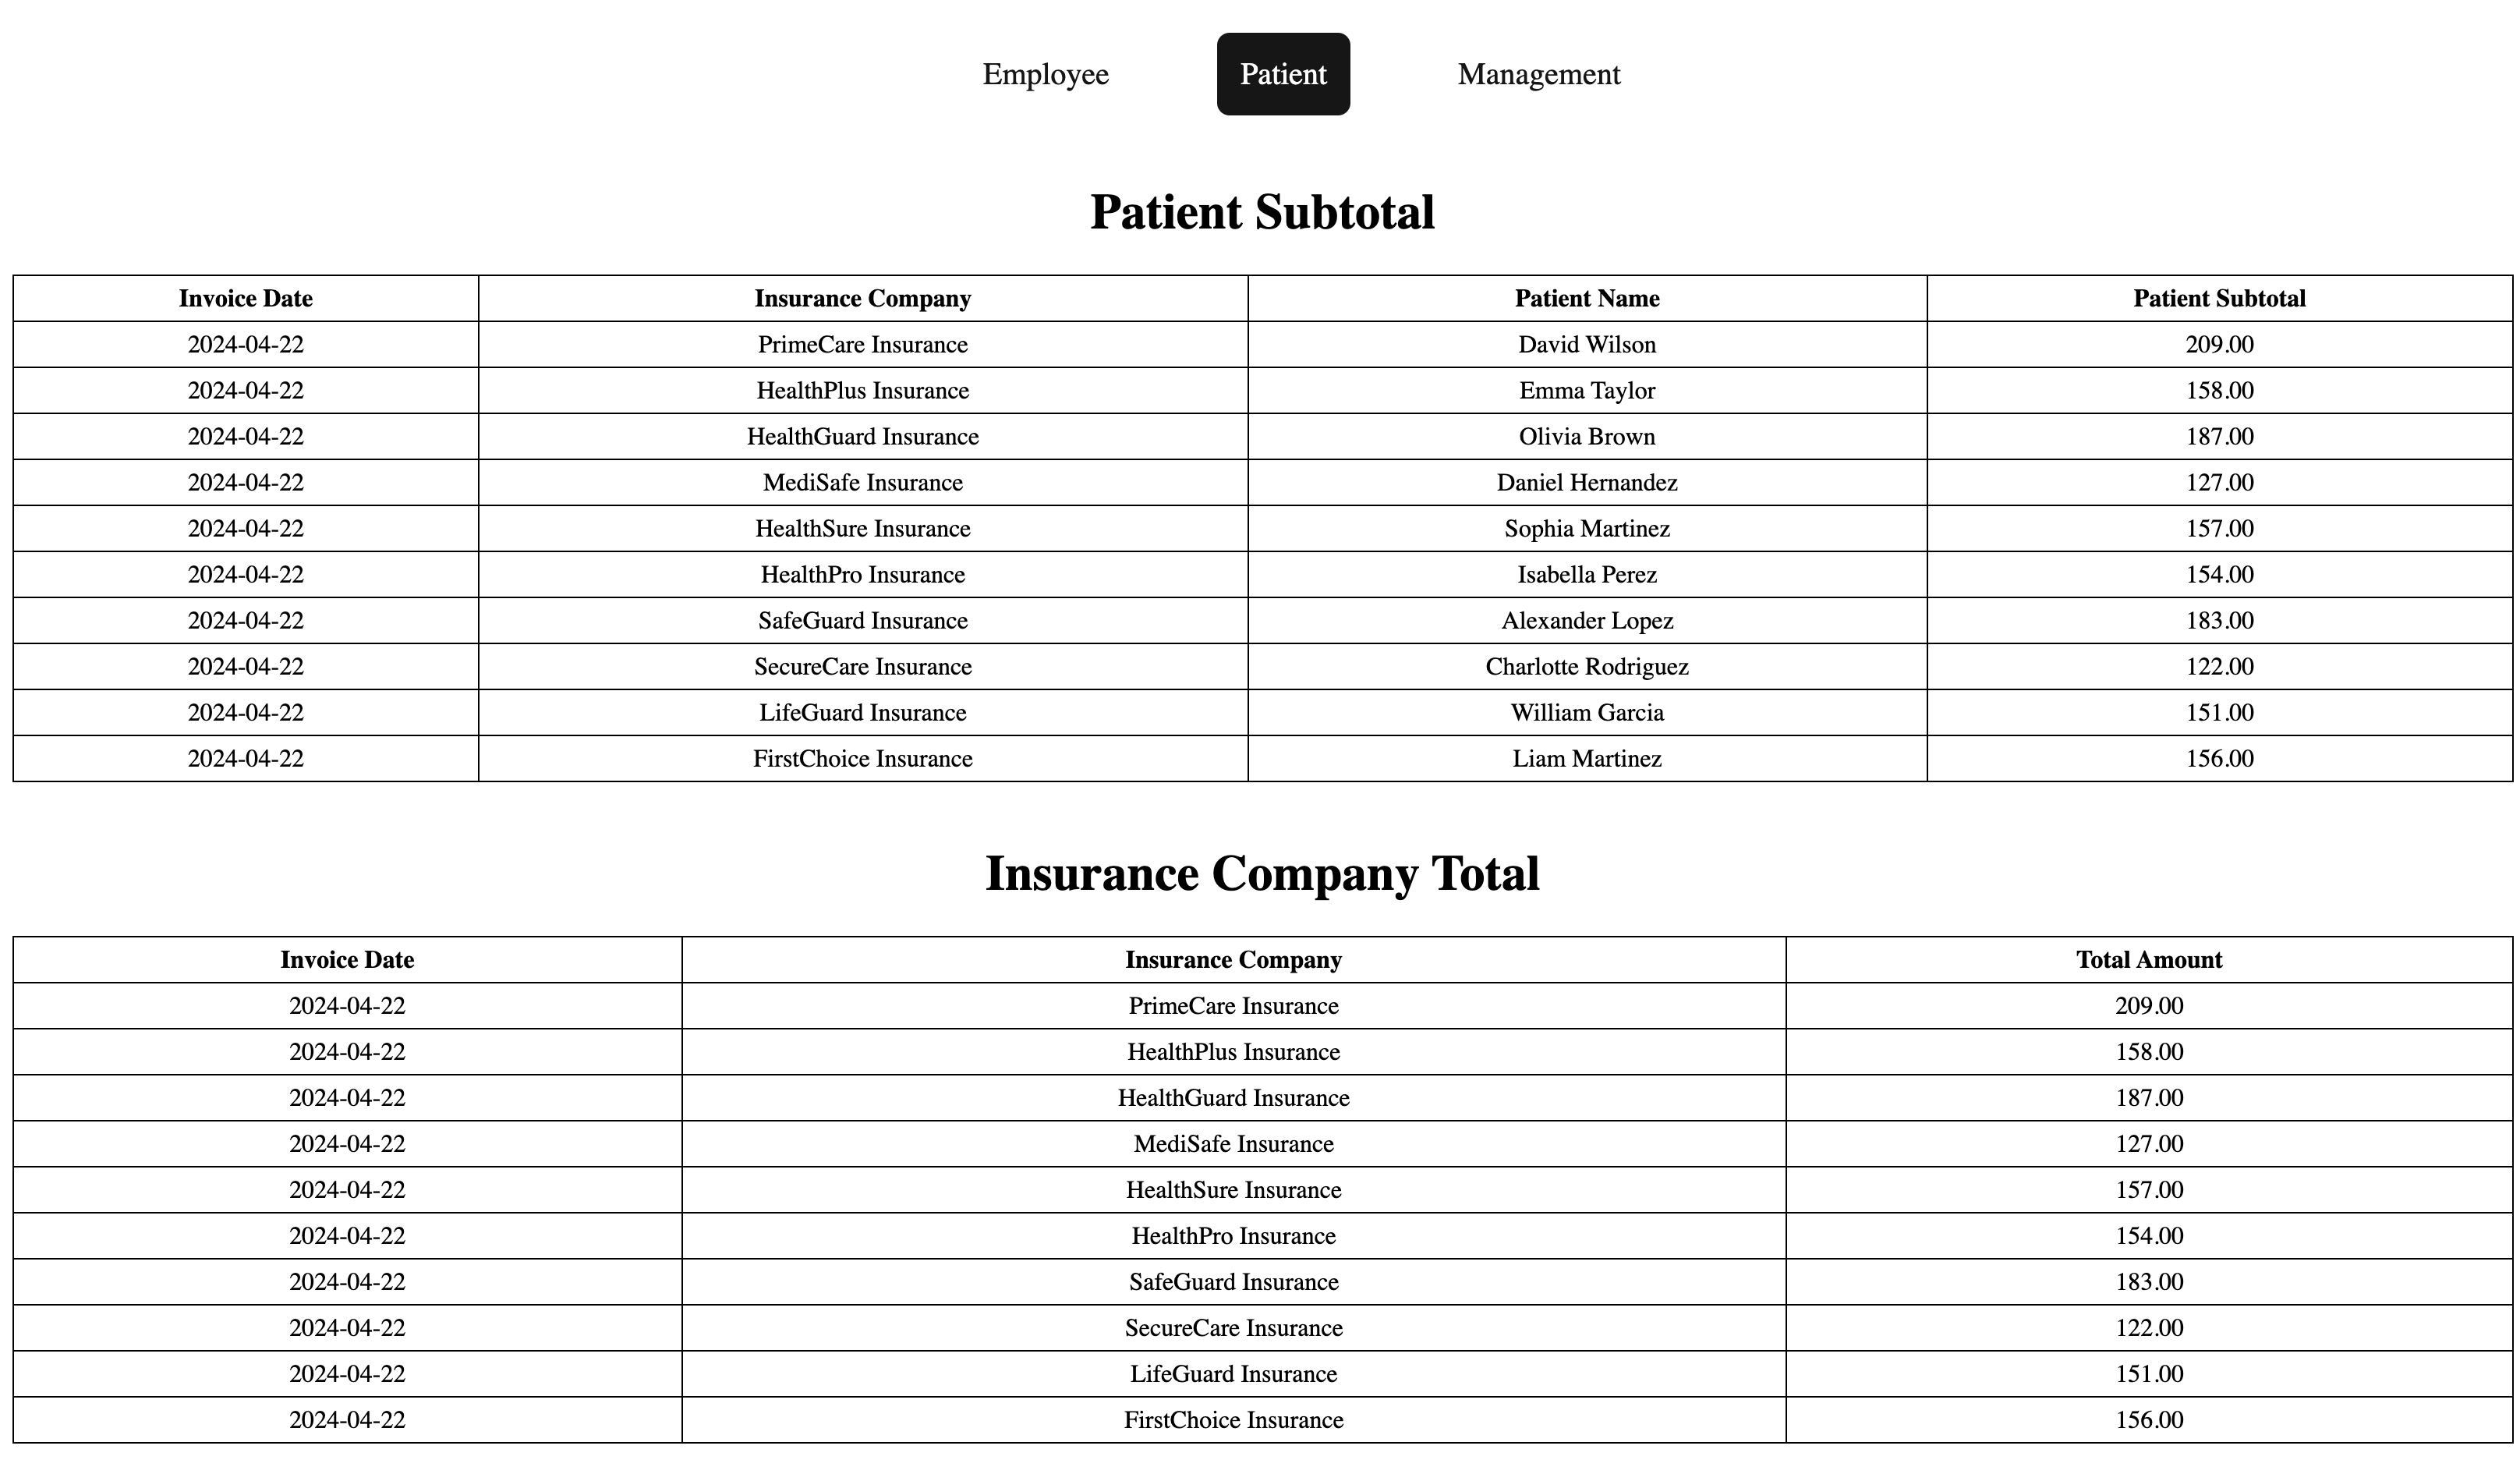 Employee Patient Management
Patient Subtotal
Invoice Date Insurance Company Patient Name Patient Subtotal
2024-04-22 PrimeCare Insurance David Wilson 209.00
2024-04-22 HealthPlus Insurance Emma Taylor 158.00
2024-04-22 HealthGuard Insurance Olivia Brown 187.00
2024-04-22 MediSafe Insurance Daniel Hernandez 127.00
2024-04-22 HealthSure Insurance Sophia Martinez 157.00
2024-04-22 HealthPro Insurance Isabella Perez 154.00
2024-04-22 SafeGuard Insurance Alexander Lopez 183.00
2024-04-22 SecureCare Insurance Charlotte Rodriguez 122.00
2024-04-22 LifeGuard Insurance William Garcia 151.00
2024-04-22 FirstChoice Insurance Liam Martinez 156.00
Insurance Company Total
Invoice Date Insurance Company Total Amount
2024-04-22 PrimeCare Insurance 209.00
2024-04-22 HealthPlus Insurance 158.00
2024-04-22 HealthGuard Insurance 187.00
2024-04-22 MediSafe Insurance 127.00
2024-04-22 HealthSure Insurance 157.00
2024-04-22 HealthPro Insurance 154.00
2024-04-22 SafeGuard Insurance 183.00
2024-04-22 SecureCare Insurance 122.00
2024-04-22 LifeGuard Insurance 151.00
2024-04-22 FirstChoice Insurance 156.00